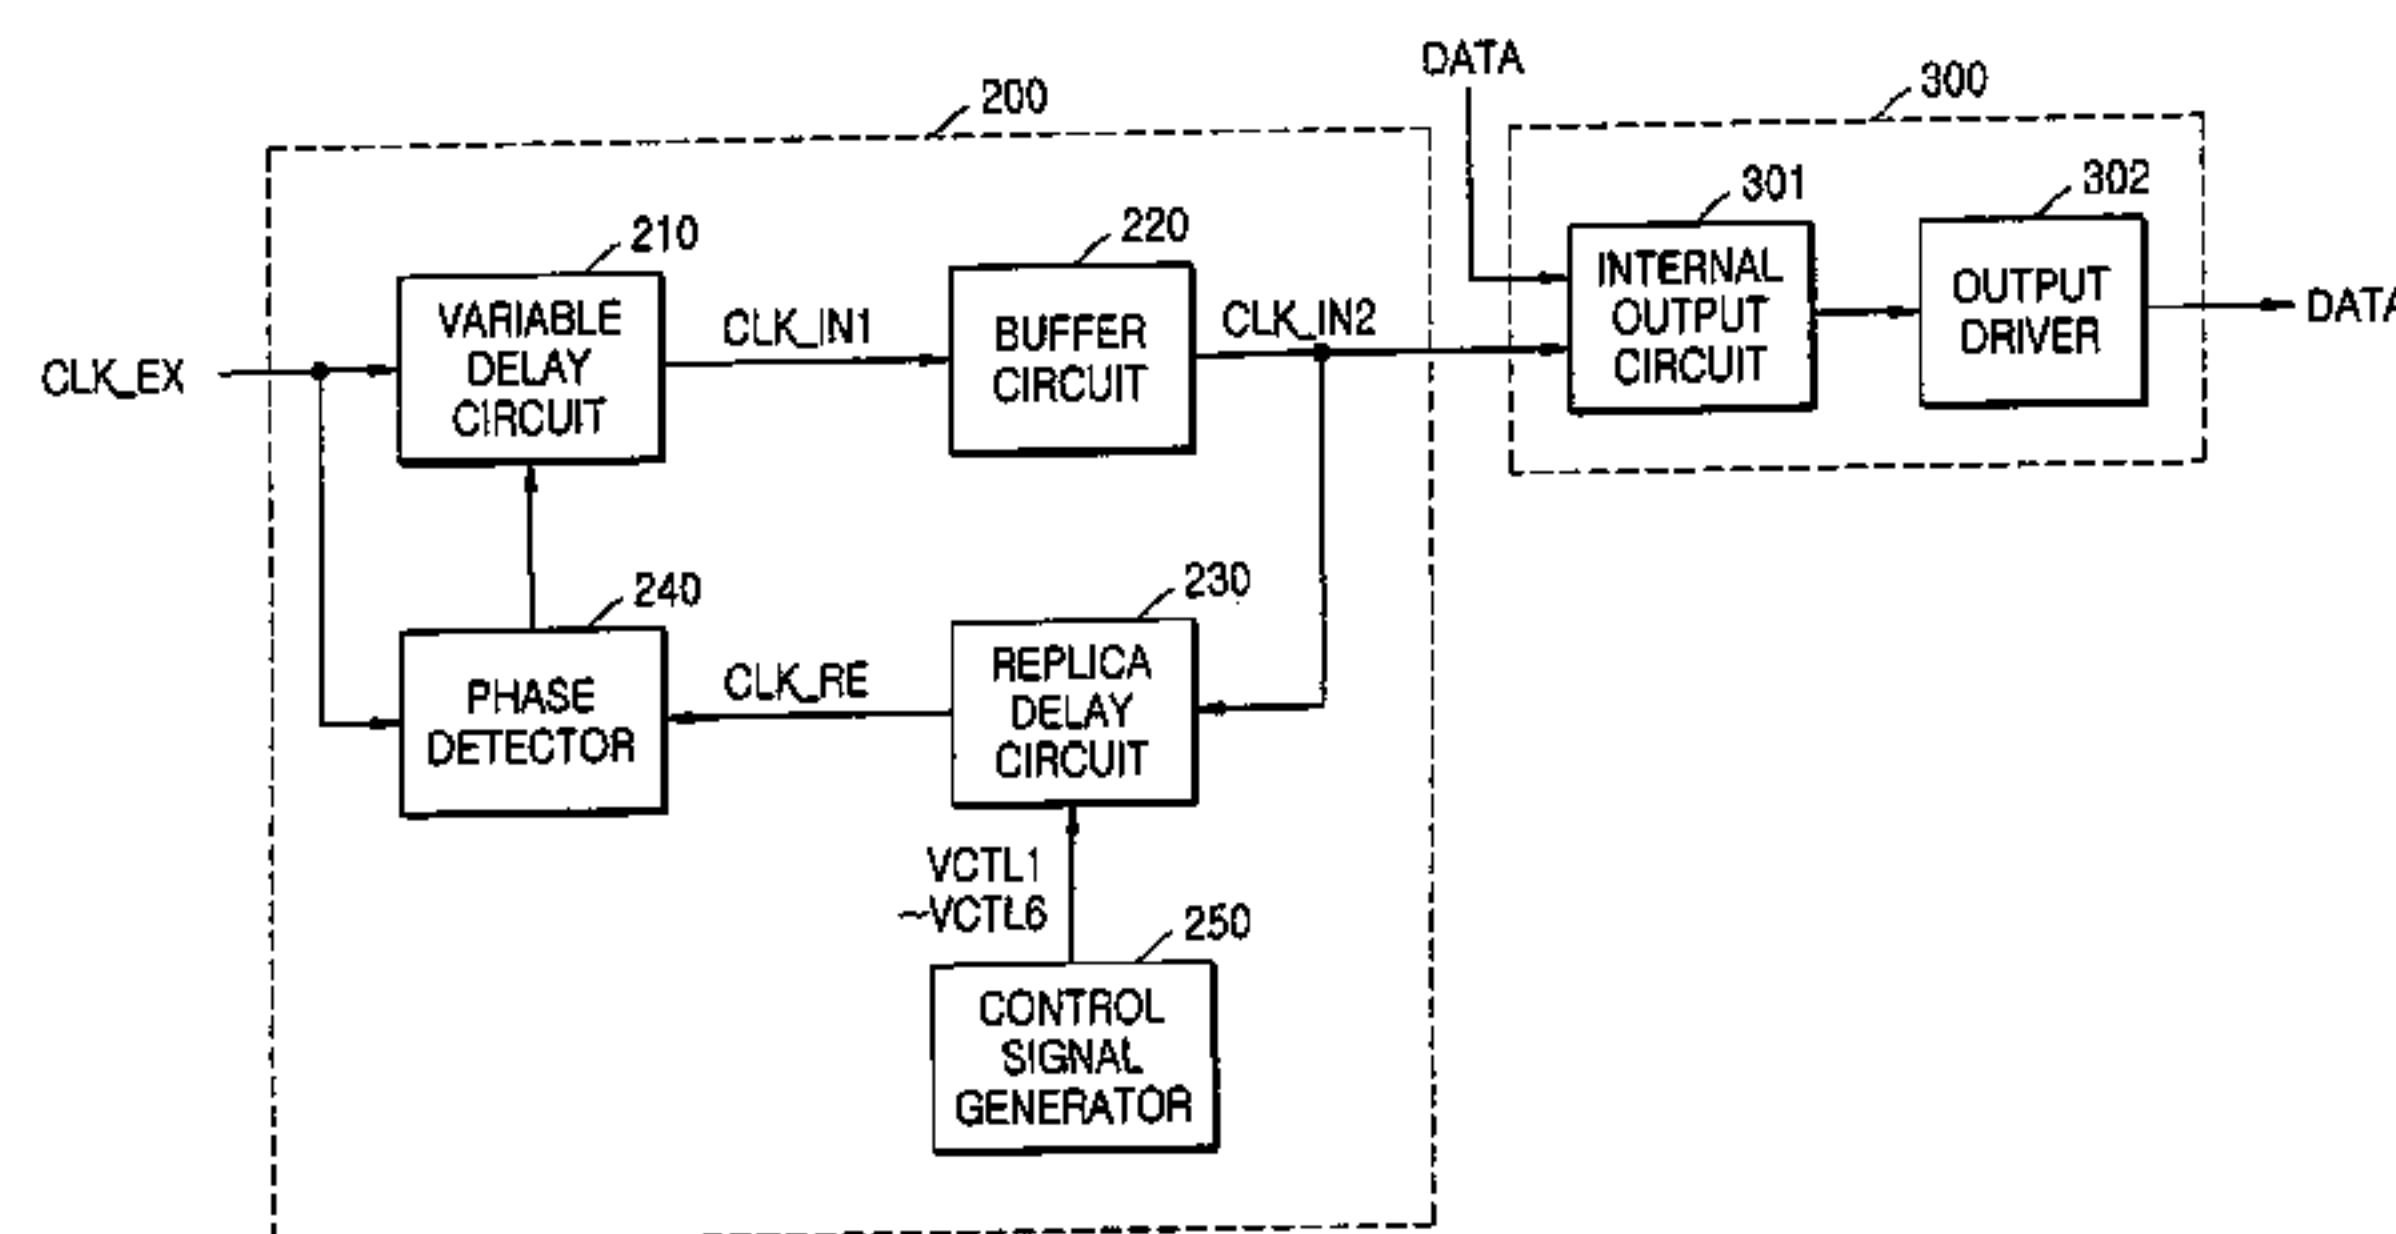 DATA
200
300
301
302
210
220
INTERNAL
OUTPUT
CIRCUIT
OUTPUT
DRIVER
DATA
VARIABLE
DELAY
CIRCUIT
CLK_IN1
BUFFER
CIRCUIT
CLK_IN2
CLK_EX
240
230
PHASE
DETECTOR
CLK_RE
REPLICA
DELAY
CIRCUIT
VCTL1
~VCTL6
250
CONTROL
SIGNAL
GENERATOR